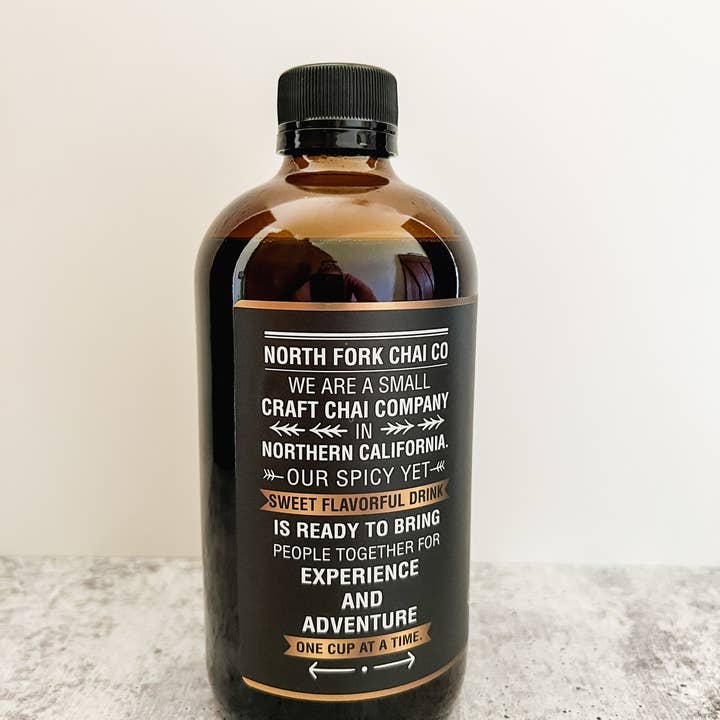 NORTH FORK CHAI CO
WE ARE A SMALL
CRAFT CHAI COMPANY
IN
NORTHERN CALIFORNIA.
OUR SPICY YET
SWEET FLAVORFUL DRINK
IS READY TO BRING
PEOPLE TOGETHER FOR
EXPERIENCE
AND
ADVENTURE
ONE CUP AT A TIME.